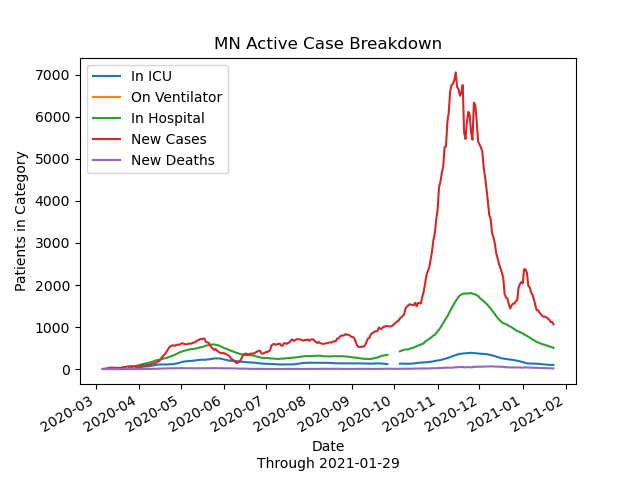 MN Active Case Breakdown
In ICU
On Ventilator
In Hospital
New Cases
New Deaths
Patients in Category
7000
6000
5000
4000
3000
2000
1000
0
2020-03
2020-04
2020-05
2020-06
2020-07
2020-08
2020-09
2020-10
2020-11
2020-12
2021-01
2021-02
Date
Through 2021-01-29